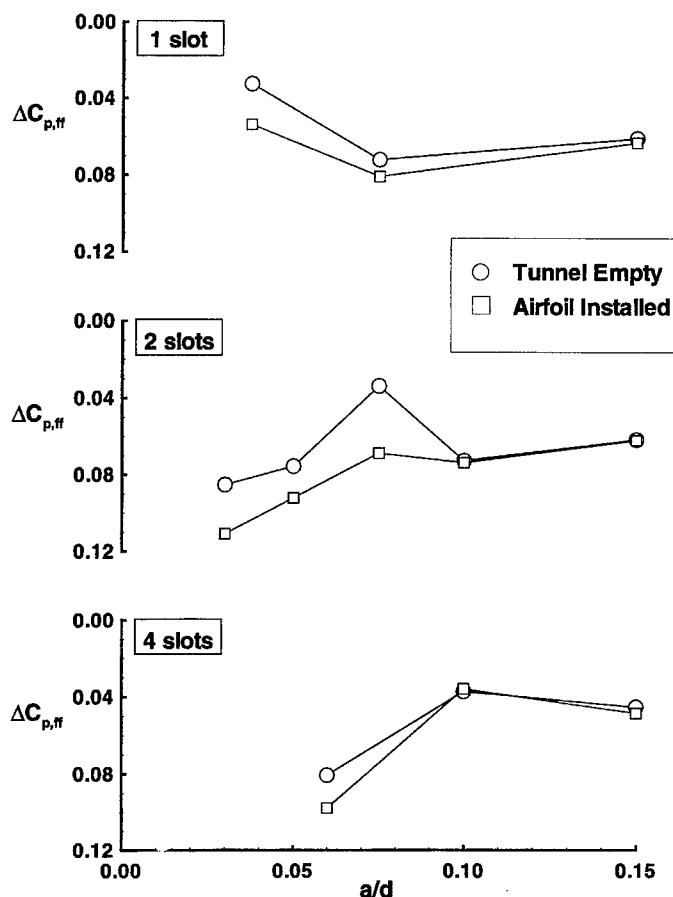 0.00
1 slot
0.04
ΔCp,ff
0.08
0.12
Tunnel Empty
Airfoil Installed
0.00
2 slots
0.04
ΔCp,ff
0.08
0.12
0.00
4 slots
0.04
ΔCp,ff
0.08
0.12
0.00 0.05 0.10 0.15
a/d